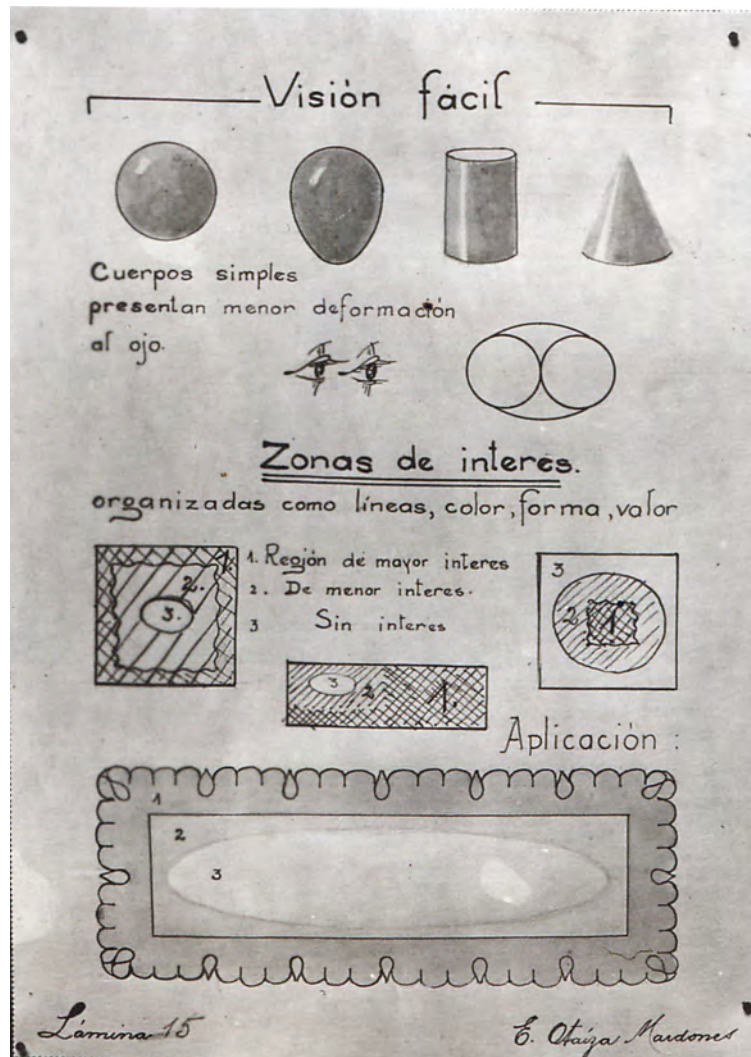 Visión fácil
Cuerpos simples
presentan menor deformación
al ojo.
Zonas de interes.
organizadas como líneas, color, forma, valor
1. Región de mayor interes
2. De menor interes.
3 Sin interes
1.
2.
3.
3
2
1
3
2
1.
Aplicación :
1
2
3
Lámina 15
E. Otaíza Mardones